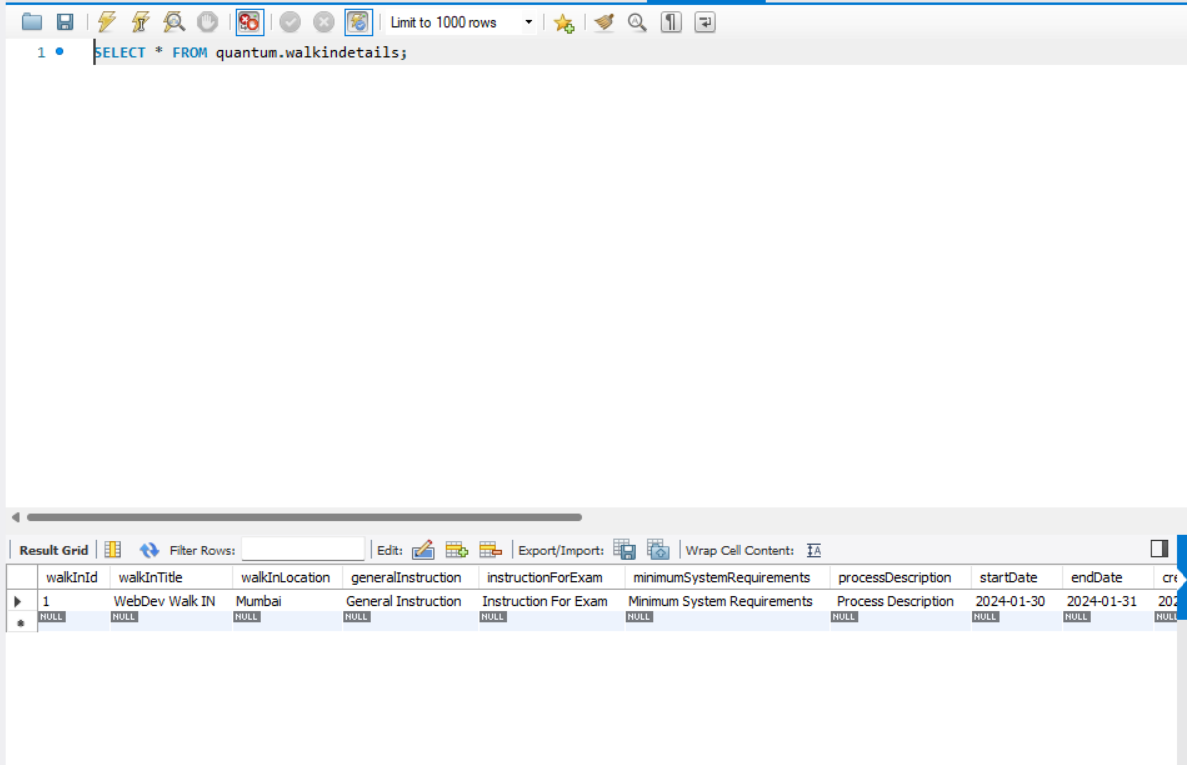 Limit to 1000 rows
1 SELECT * FROM quantum.walkindetails;
Result Grid Filter Rows: Edit: Export/Import: Wrap Cell Content: IA
walkInId walkInTitle walkInLocation generalInstruction instructionForExam minimumSystemRequirements processDescription startDate endDate cre
1 WebDev Walk IN Mumbai General Instruction Instruction For Exam Minimum System Requirements Process Description 2024-01-30 2024-01-31 202
NULL NULL NULL NULL NULL NULL NULL NULL NULL NULL